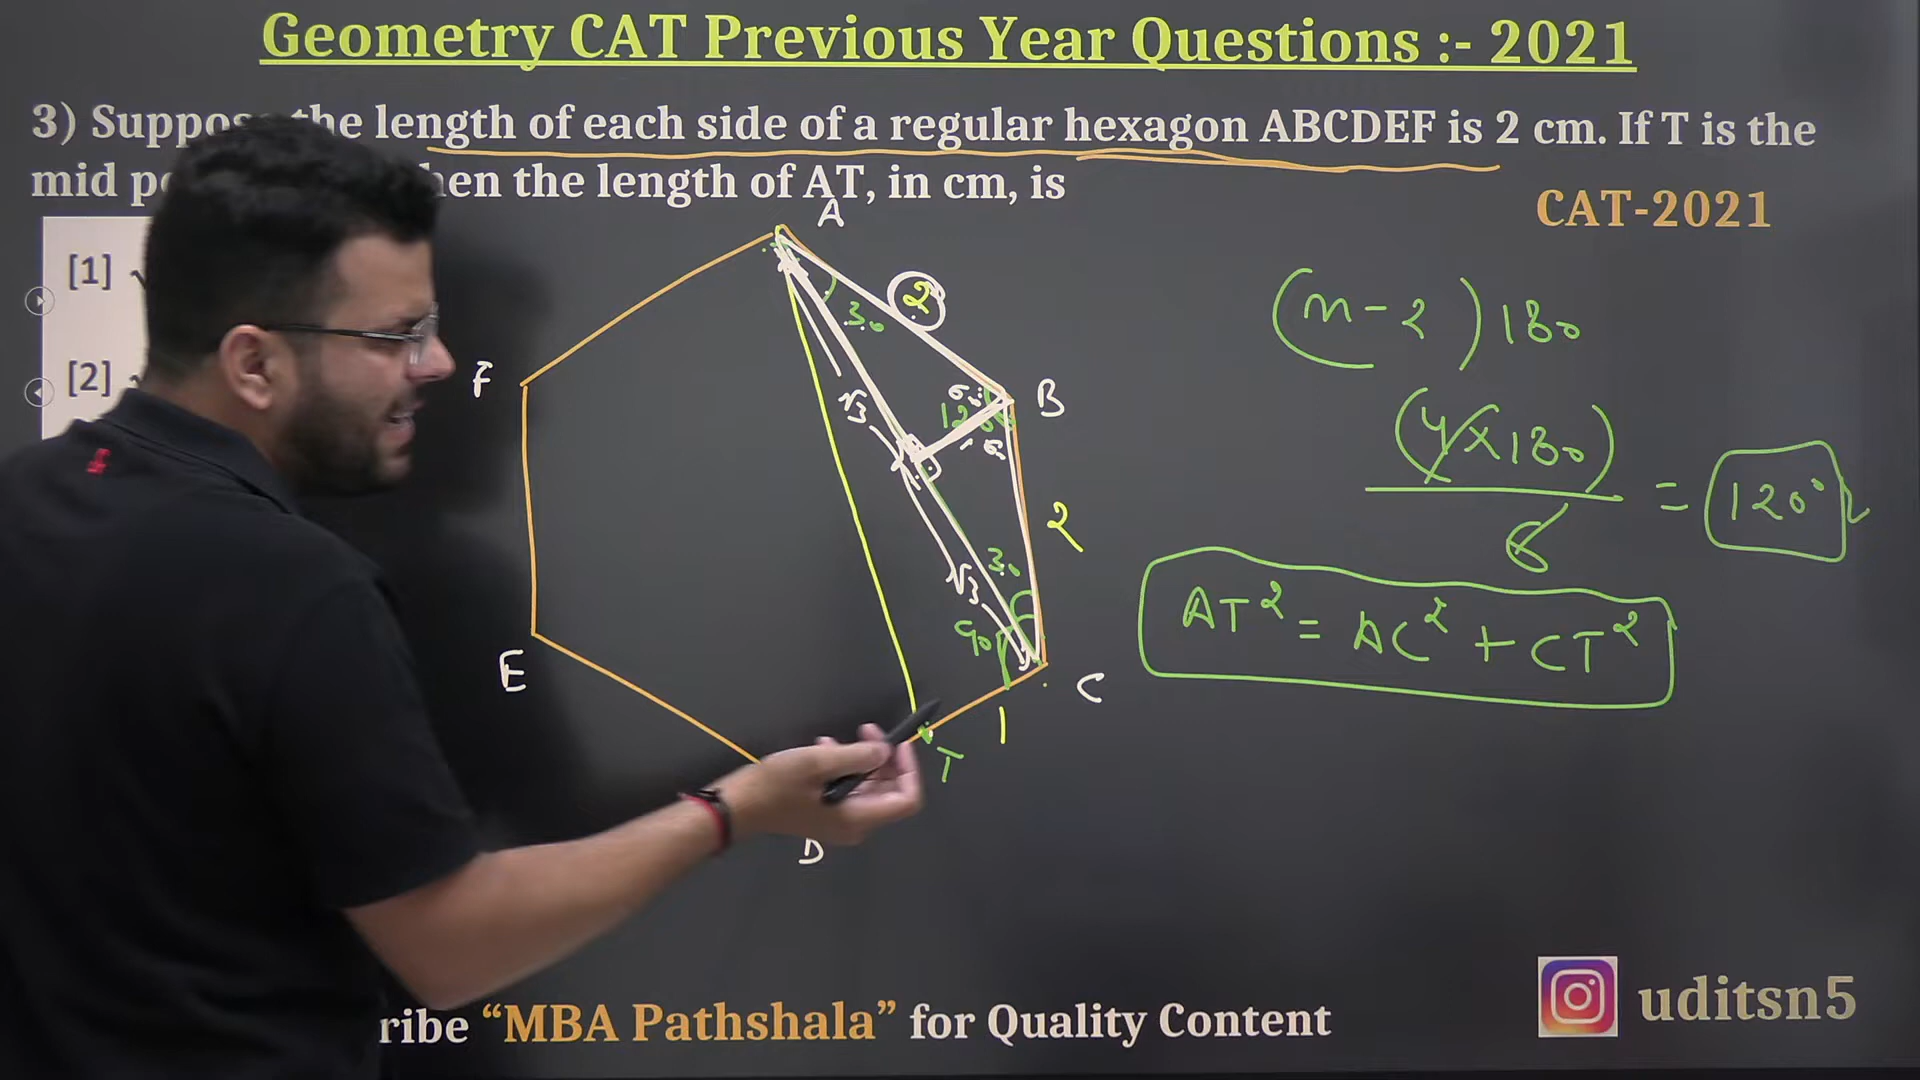 Geometry CAT Previous Year Questions :- 2021
3) Suppos the length of each side of a regular hexagon ABCDEF is 2 cm. If T is the
mid hen the length of AT, in cm, is
CAT-2021
[1]
[2]
A
B
C
D
E
F
T
2
2
1
30
30
√3
√3
90
60
120
(n-2) 180
(4×180)
6
= 120°
AT² = AC² + CT²
uditsn5
ribe “MBA Pathshala” for Quality Content